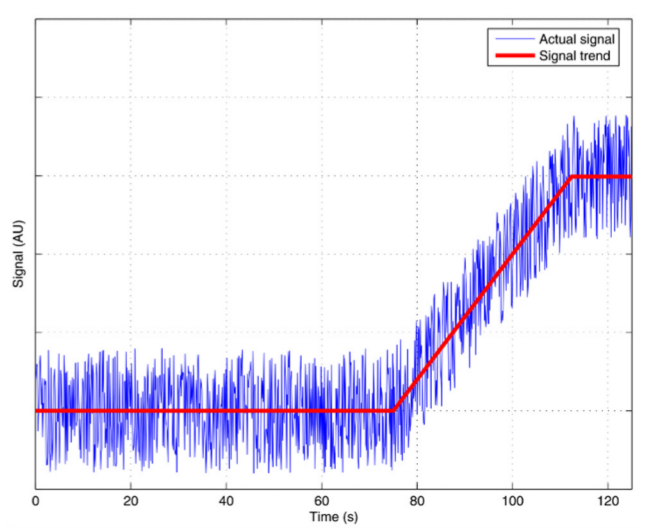 Actual signal
Signal trend
Signal (AU)
0 20 40 60 80 100 120
Time (s)